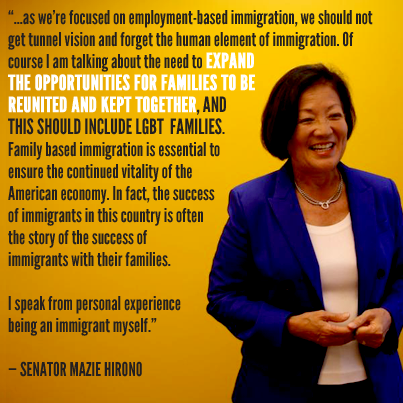 “...as we’re focused on employment-based immigration, we should not
get tunnel vision and forget the human element of immigration. Of
course I am talking about the need to EXPAND
THE OPPORTUNITIES FOR FAMILIES TO BE
REUNITED AND KEPT TOGETHER, AND
THIS SHOULD INCLUDE LGBT FAMILIES.
Family based immigration is essential to
ensure the continued vitality of the
American economy. In fact, the success
of immigrants in this country is often
the story of the success of
immigrants with their families.
I speak from personal experience
being an immigrant myself.”
– SENATOR MAZIE HIRONO